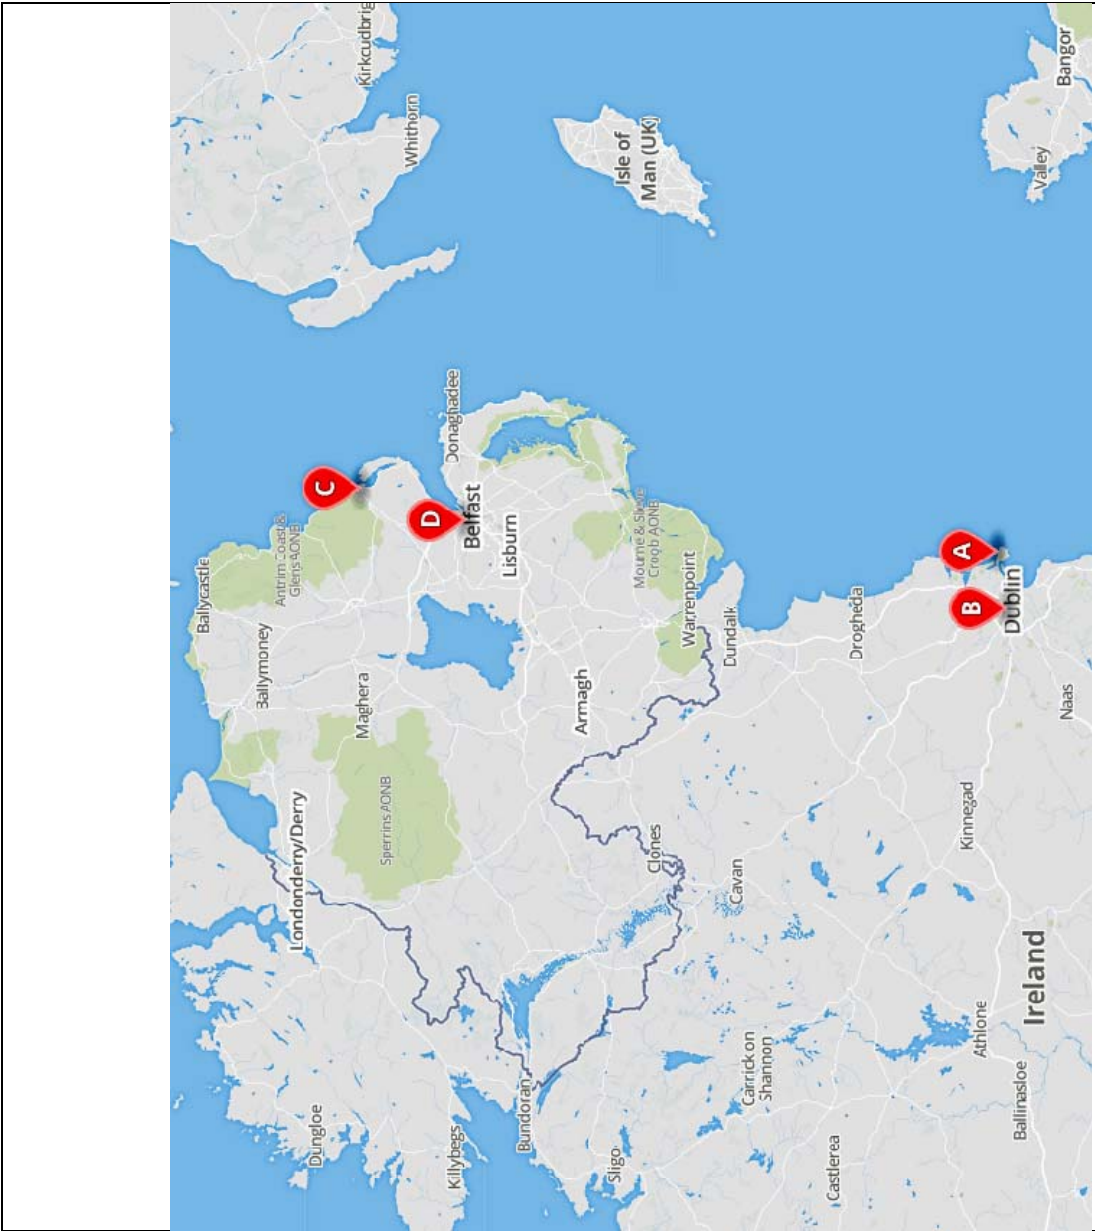 Kirkcudbrig
Whithorn
Isle of
Man (UK)
Bangor
Valley
Donaghadee
C
D
Belfast
Lisburn
Antrim Coast &
Glens AONB
Ballycastle
Ballymoney
Maghera
Mourne & Slieve
Croob AONB
Warrenpoint
Dundalk
Armagh
Drogheda
A
B
Dublin
Naas
Londonderry/Derry
Sperrins AONB
Clones
Cavan
Kinnegad
Ireland
Athlone
Carrick on
Shannon
Ballinasloe
Castlerea
Dungloe
Killybegs
Bundoran
Sligo